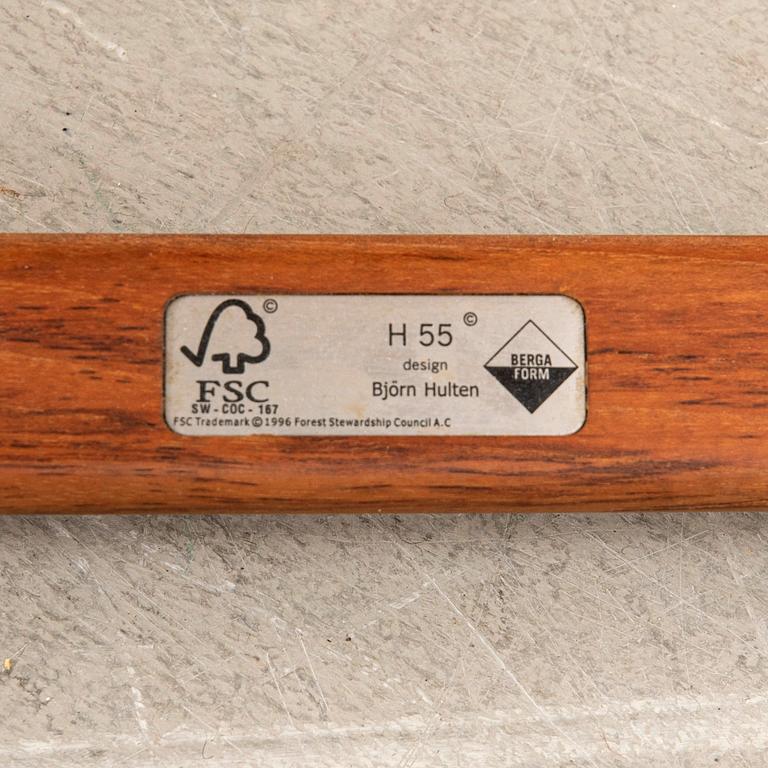 ©
FSC
SW-COC-167
FSC Trademark © 1996 Forest Stewardship Council A.C
H 55 ©
design
Björn Hulten
BERGA
FORM